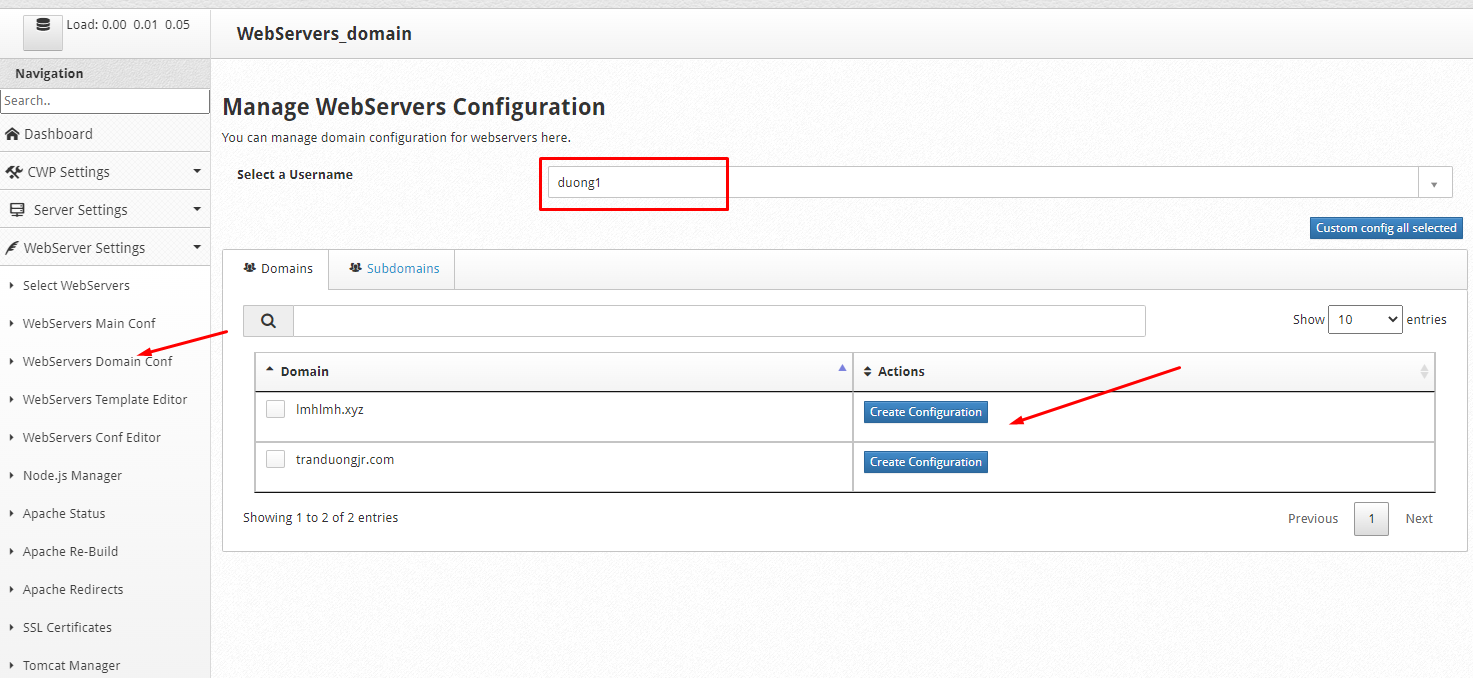 Load: 0.00 0.01 0.05
WebServers_domain
Navigation
Search..
Dashboard
CWP Settings
Server Settings
WebServer Settings
Select WebServers
WebServers Main Conf
WebServers Domain Conf
WebServers Template Editor
WebServers Conf Editor
Node.js Manager
Apache Status
Apache Re-Build
Apache Redirects
SSL Certificates
Tomcat Manager
Manage WebServers Configuration
You can manage domain configuration for webservers here.
Select a Username
duong1
Custom config all selected
Domains Subdomains
Show 10 entries
Domain Actions
lmhlmh.xyz Create Configuration
tranduongjr.com Create Configuration
Showing 1 to 2 of 2 entries
Previous 1 Next